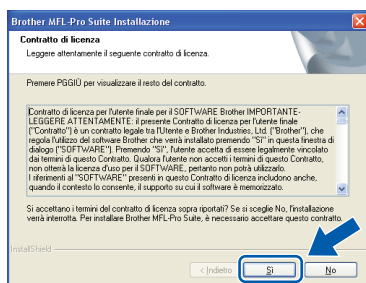 Brother MFL-Pro Suite Installazione
Contratto di licenza
Leggere attentamente il seguente contratto di licenza.
Premere PGGIÙ per visualizzare il resto del contratto.
Contratto di licenza per l'utente finale per il SOFTWARE Brother IMPORTANTE-
LEGGERE ATTENTAMENTE: il presente Contratto di licenza per l'utente finale
("Contratto") è un contratto legale tra l'Utente e Brother Industries, Ltd. ("Brother"), che
regola l'utilizzo del software Brother che verrà installato premendo "Sì" in questa finestra di
dialogo ("SOFTWARE"). Premendo "Sì", l'utente accetta di essere legalmente vincolato
dai termini di questo Contratto. Qualora l'utente non accetti i termini di questo Contratto,
non otterrà la licenza d'uso per il SOFTWARE, pertanto non potrà utilizzarlo.
I riferimenti al "SOFTWARE" presenti in questo Contratto di licenza includono anche,
quando il contesto lo consente, il supporto su cui il software è memorizzato.
Si accettano i termini del contratto di licenza sopra riportati? Se si sceglie No, l'installazione
verrà interrotta. Per installare Brother MFL-Pro Suite, è necessario accettare questo contratto.
InstallShield
< Indietro Sì No